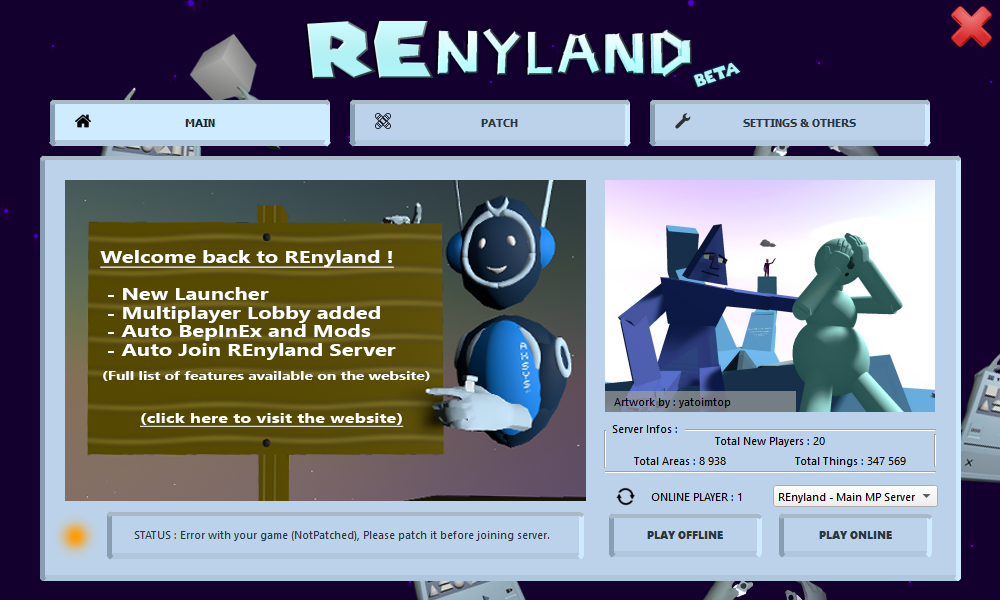 REnyland
BETA
MAIN
PATCH
SETTINGS & OTHERS
Welcome back to REnyland !
- New Launcher
- Multiplayer Lobby added
- Auto BepInEx and Mods
- Auto Join REnyland Server
(Full list of features available on the website)
(click here to visit the website)
AXSYS
Artwork by : yatoimtop
Server Infos :
Total New Players : 20
Total Areas : 8 938
Total Things : 347 569
ONLINE PLAYER : 1
REnyland - Main MP Server
STATUS : Error with your game (NotPatched), Please patch it before joining server.
PLAY OFFLINE
PLAY ONLINE